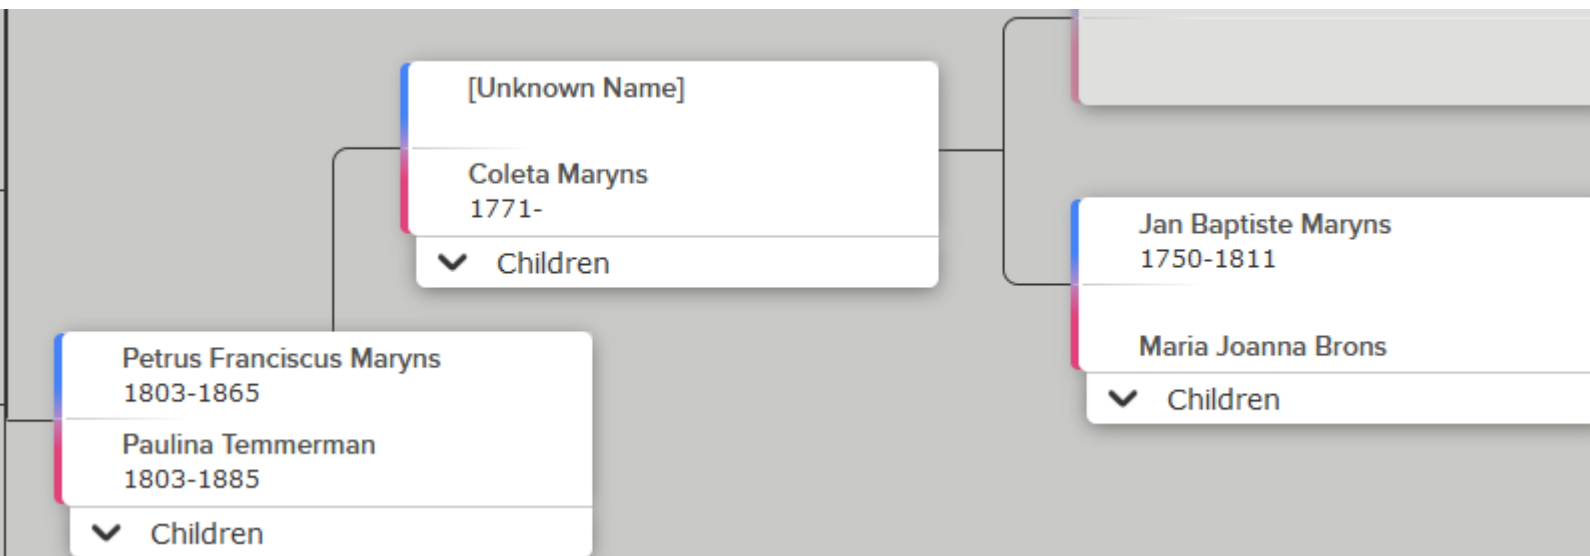 [Unknown Name]
Coleta Maryns
1771-
Children
Jan Baptiste Maryns
1750-1811
Maria Joanna Brons
Children
Petrus Franciscus Maryns
1803-1865
Paulina Temmerman
1803-1885
Children